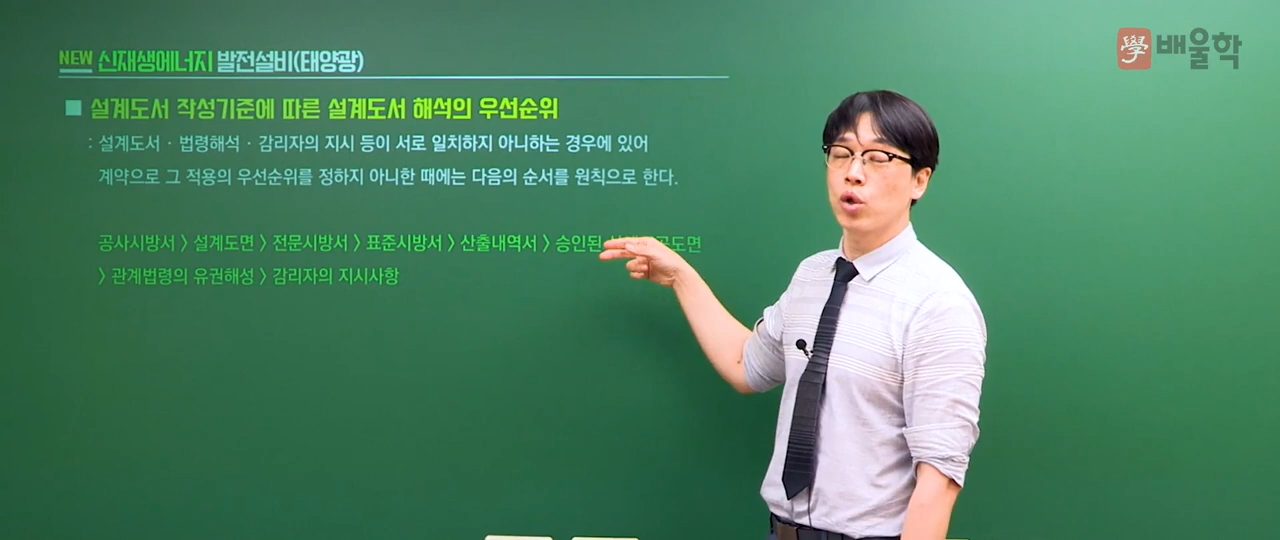 NEW 신재생에너지 발전설비(태양광)
學 배울학
■ 설계도서 작성기준에 따른 설계도서 해석의 우선순위
: 설계도서 · 법령해석 · 감리자의 지시 등이 서로 일치하지 아니하는 경우에 있어
계약으로 그 적용의 우선순위를 정하지 아니한 때에는 다음의 순서를 원칙으로 한다.
공사시방서 > 설계도면 > 전문시방서 > 표준시방서 > 산출내역서 > 승인된
> 관계법령의 유권해성 > 감리자의 지시사항